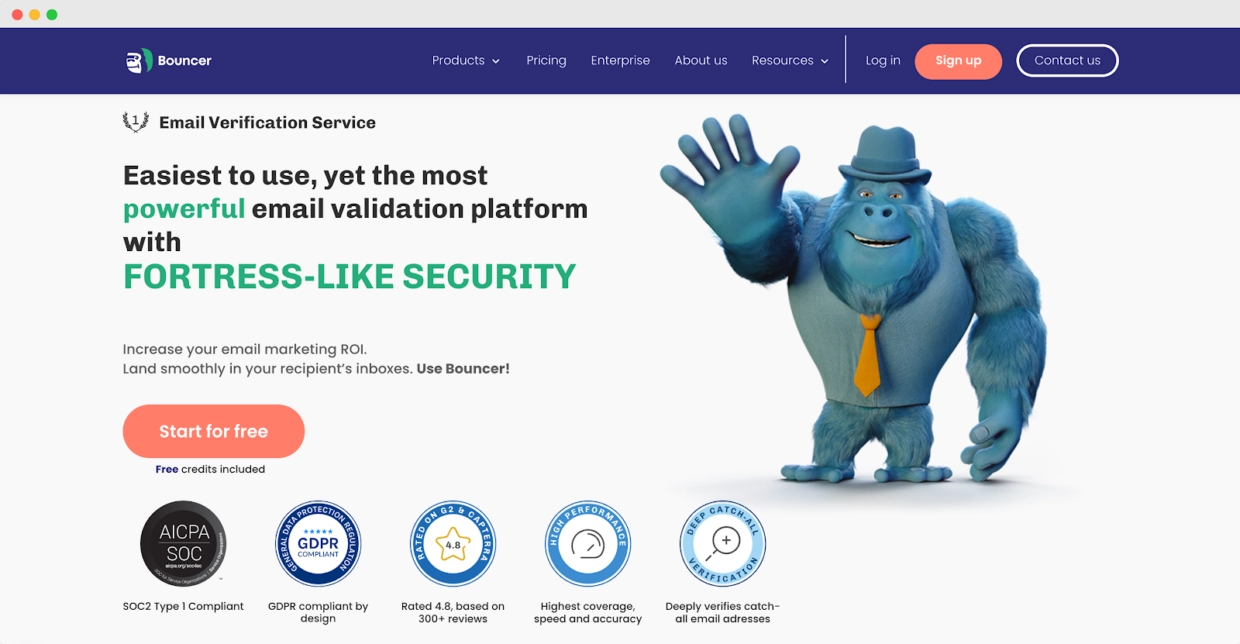 Bouncer
Products
Pricing
Enterprise
About us
Resources
Log in
Sign up
Contact us
1
Email Verification Service
Easiest to use, yet the most
powerful email validation platform
with
FORTRESS-LIKE SECURITY
Increase your email marketing ROI.
Land smoothly in your recipient's inboxes. Use Bouncer!
Start for free
Free credits included
AICPA
SOC
aicpa.org/soc4so
SOC for Service Organizations | Service Organizations
™
GENERAL DATA PROTECTION REGULATION
GDPR
COMPLIANT
RATED ON G2 & CAPTERRA
4.8
HIGH PERFORMANCE
DEEP CATCH-ALL
VERIFICATION
SOC2 Type 1 Compliant
GDPR compliant by
design
Rated 4.8, based on
300+ reviews
Highest coverage,
speed and accuracy
Deeply verifies catch-
all email adresses